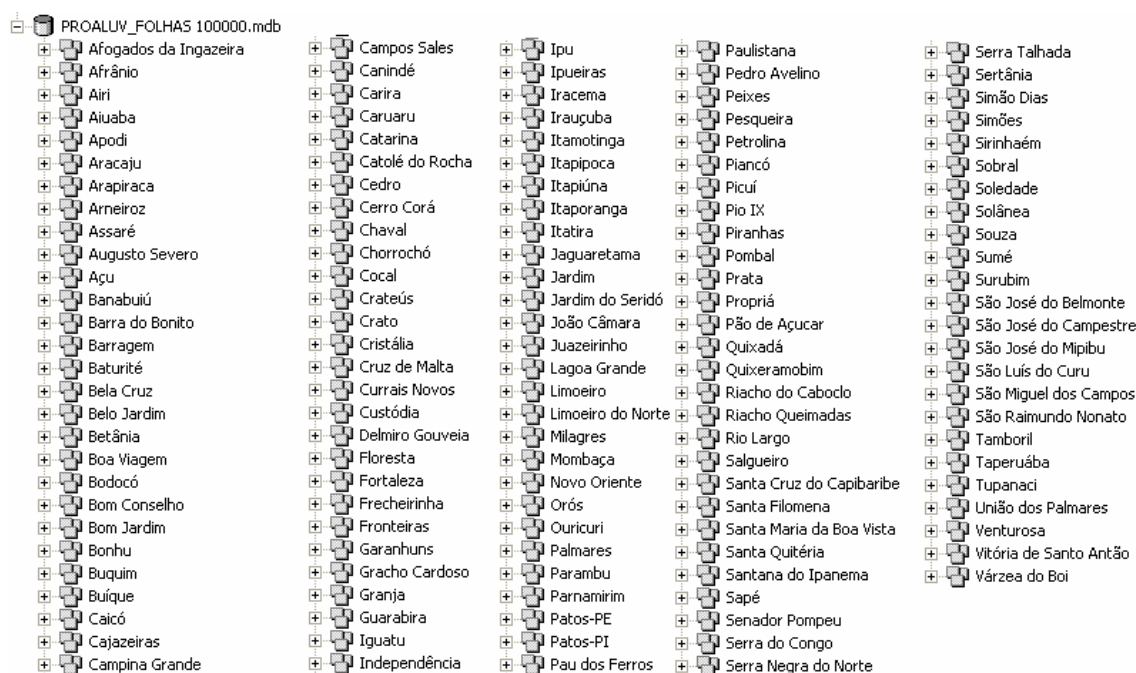 PROALUV_FOLHAS 100000.mdb
Afogados da Ingazeira
Afrânio
Airi
Aiuaba
Apodi
Aracaju
Arapiraca
Arneiroz
Assaré
Augusto Severo
Açu
Banabuiú
Barra do Bonito
Barragem
Baturité
Bela Cruz
Belo Jardim
Betânia
Boa Viagem
Bodocó
Bom Conselho
Bom Jardim
Bonhu
Buquim
Buíque
Caicó
Cajazeiras
Campina Grande
Campos Sales
Canindé
Carira
Caruaru
Catarina
Catolé do Rocha
Cedro
Cerro Corá
Chaval
Chorrochó
Cocal
Crateús
Crato
Cristália
Cruz de Malta
Currais Novos
Custódia
Delmiro Gouveia
Floresta
Fortaleza
Frecheirinha
Fronteiras
Garanhuns
Gracho Cardoso
Granja
Guarabira
Iguatu
Independência
Ipu
Ipueiras
Iracema
Irauçuba
Itamotinga
Itapipoca
Itapiúna
Itaporanga
Itatira
Jaguaretama
Jardim
Jardim do Seridó
João Câmara
Juazeirinho
Lagoa Grande
Limoeiro
Limoeiro do Norte
Milagres
Mombaça
Novo Oriente
Orós
Ouricuri
Palmares
Parambu
Parnamirim
Patos-PE
Patos-PI
Pau dos Ferros
Paulistana
Pedro Avelino
Peixes
Pesqueira
Petrolina
Piancó
Picuí
Pio IX
Piranhas
Pombal
Prata
Propriá
Pão de Açucar
Quixadá
Quixeramobim
Riacho do Caboclo
Riacho Queimadas
Rio Largo
Salgueiro
Santa Cruz do Capibaribe
Santa Filomena
Santa Maria da Boa Vista
Santa Quitéria
Santana do Ipanema
Sapé
Senador Pompeu
Serra do Congo
Serra Negra do Norte
Serra Talhada
Sertânia
Simão Dias
Simões
Sirinhaém
Sobral
Soledade
Solânea
Souza
Sumé
Surubim
São José do Belmonte
São José do Campestre
São José do Mipibu
São Luís do Curu
São Miguel dos Campos
São Raimundo Nonato
Tamboril
Taperuába
Tupanaci
União dos Palmares
Venturosa
Vitória de Santo Antão
Várzea do Boi